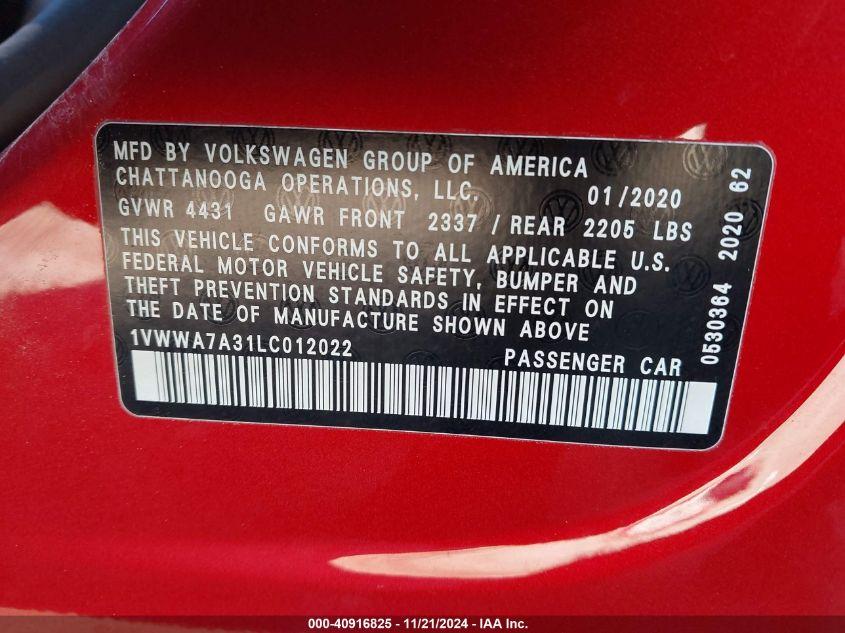 MFD BY VOLKSWAGEN GROUP OF AMERICA
CHATTANOOGA OPERATIONS, LLC. 01/2020
GVWR 4431 GAWR FRONT 2337 / REAR 2205 LBS
THIS VEHICLE CONFORMS TO ALL APPLICABLE U.S.
FEDERAL MOTOR VEHICLE SAFETY, BUMPER AND
THEFT PREVENTION STANDARDS IN EFFECT ON
THE DATE OF MANUFACTURE SHOWN ABOVE
1VWWA7A31LC012022 PASSENGER CAR
0530364 2020 62
000-40916825 - 11/21/2024 - IAA Inc.